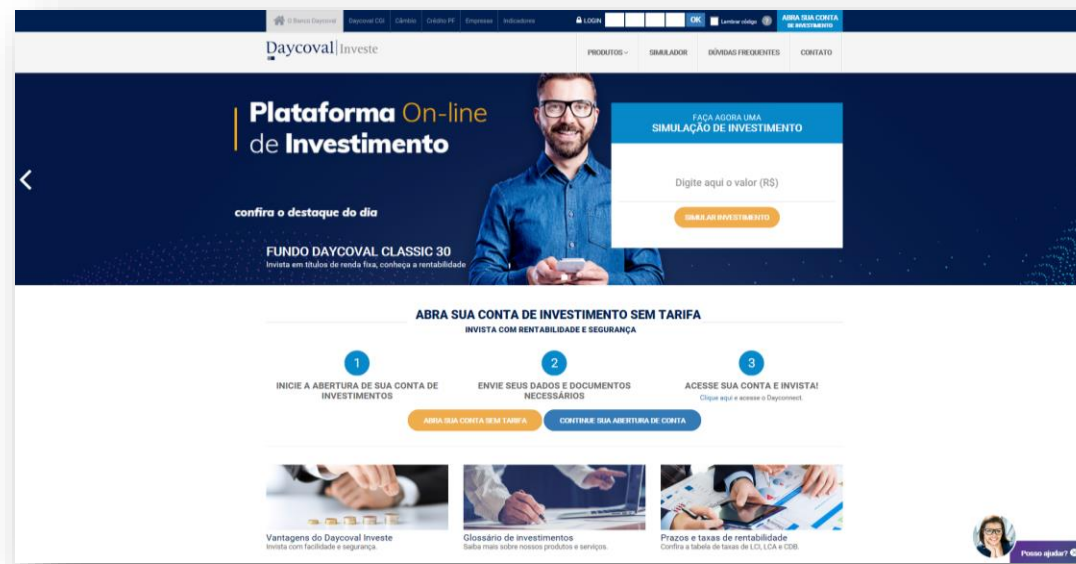 O Banco Daycoval
Daycoval CGI
Câmbio
Crédito PF
Empresas
Indicadores
LOGIN
OK
Lembrar código
?
ABRA SUA CONTA
DE INVESTIMENTO
Daycoval Investe
PRODUTOS
SIMULADOR
DÚVIDAS FREQUENTES
CONTATO
Plataforma On-line
de Investimento
confira o destaque do dia
FUNDO DAYCOVAL CLASSIC 30
Invista em títulos de renda fixa, conheça a rentabilidade
FAÇA AGORA UMA
SIMULAÇÃO DE INVESTIMENTO
Digite aqui o valor (R$)
SIMULAR INVESTIMENTO
ABRA SUA CONTA DE INVESTIMENTO SEM TARIFA
INVISTA COM RENTABILIDADE E SEGURANÇA
1
INICIE A ABERTURA DE SUA CONTA DE
INVESTIMENTOS
2
ENVIE SEUS DADOS E DOCUMENTOS
NECESSÁRIOS
3
ACESSE SUA CONTA E INVISTA!
Clique aqui e acesse o Dayconnect.
ABRA SUA CONTA SEM TARIFA
CONTINUE SUA ABERTURA DE CONTA
Vantagens do Daycoval Investe
Invista com facilidade e segurança.
Glossário de investimentos
Saiba mais sobre nossos produtos e serviços.
Prazos e taxas de rentabilidade
Confira a tabela de taxas de LCI, LCA e CDB.
Posso ajudar?